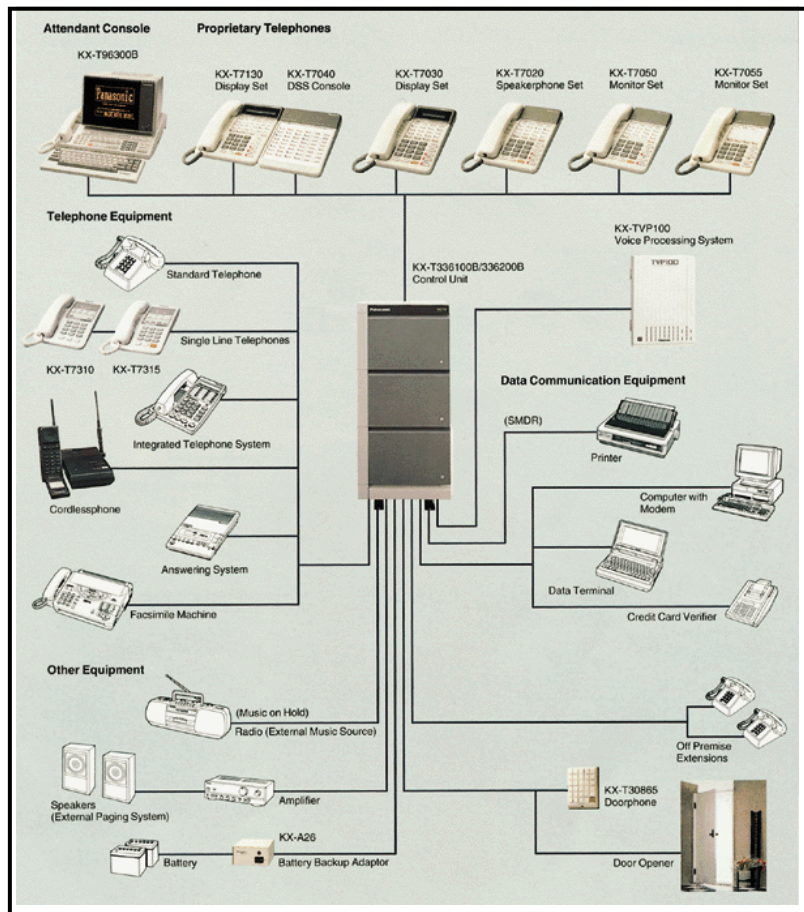 Attendant Console
Proprietary Telephones
KX-T96300B
KX-T7130
Display Set
KX-T7040
DSS Console
KX-T7030
Display Set
KX-T7020
Speakerphone Set
KX-T7050
Monitor Set
KX-T7055
Monitor Set
Panasonic
Telephone Equipment
Standard Telephone
KX-TVP100
Voice Processing System
TVP100
KX-T336100B/336200B
Control Unit
Panasonic
Single Line Telephones
KX-T7310
KX-T7315
Data Communication Equipment
(SMDR)
Printer
Integrated Telephone System
Computer with
Modem
Cordlessphone
Answering System
Data Terminal
Facsimile Machine
Credit Card Verifier
Other Equipment
(Music on Hold)
Radio (External Music Source)
Off Premise
Extensions
Speakers
(External Paging System)
Amplifier
KX-T30865
Doorphone
KX-A26
Battery
Battery Backup Adaptor
Door Opener